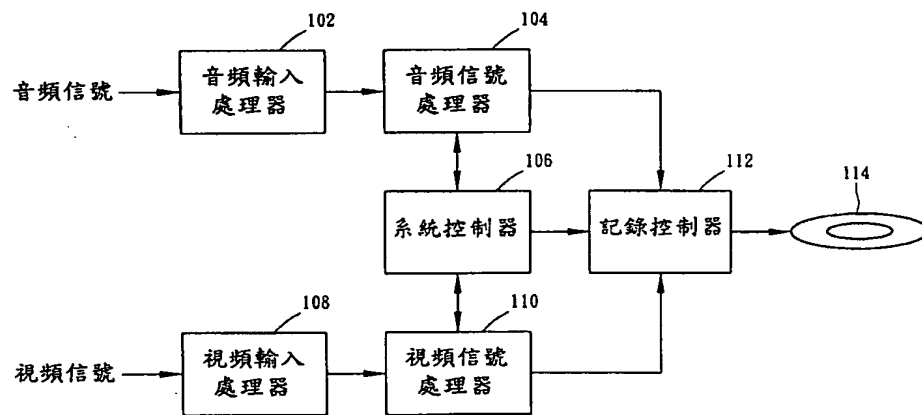 102
104
音頻信號
音頻輸入
處理器
音頻信號
處理器
106
112
114
系統控制器
記錄控制器
108
110
視頻信號
視頻輸入
處理器
視頻信號
處理器